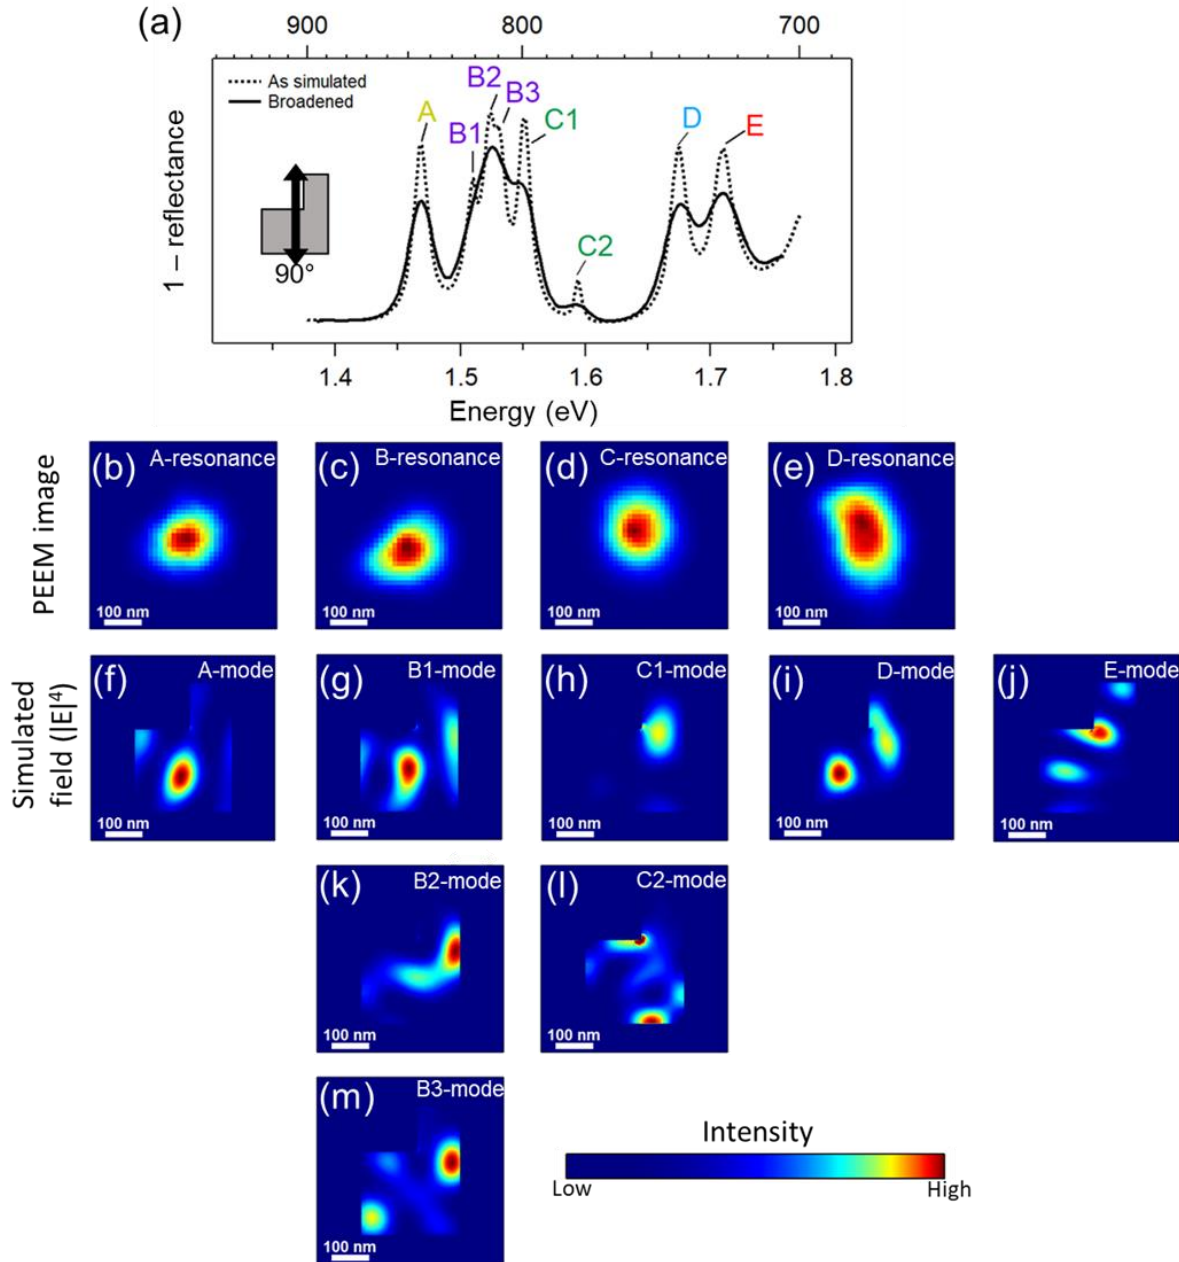 (a)
900 800 700
As simulated
Broadened
A
B1
B2
B3
C1
C2
D
E
90°
1 – reflectance
1.4 1.5 1.6 1.7 1.8
Energy (eV)
PEEM image
(b) A-resonance
100 nm
(c) B-resonance
100 nm
(d) C-resonance
100 nm
(e) D-resonance
100 nm
Simulated
field (|E|⁴)
(f) A-mode
100 nm
(g) B1-mode
100 nm
(h) C1-mode
100 nm
(i) D-mode
100 nm
(j) E-mode
100 nm
(k) B2-mode
100 nm
(l) C2-mode
100 nm
(m) B3-mode
100 nm
Intensity
Low High